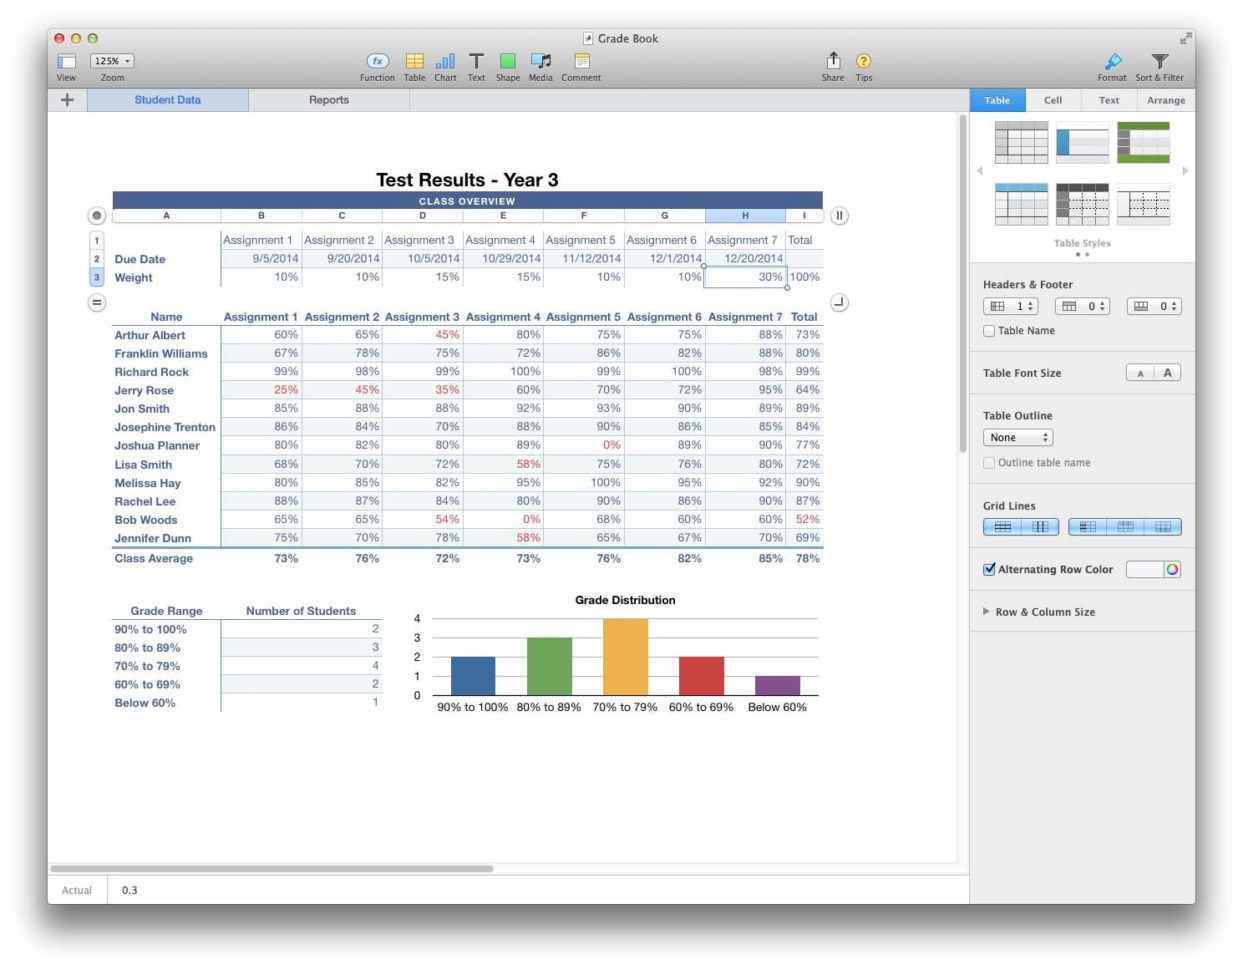 Grade Book
125%
View Zoom Function Table Chart Text Shape Media Comment Share Tips Format Sort & Filter
Student Data Reports Table Cell Text Arrange
Test Results - Year 3
CLASS OVERVIEW
A B C D E F G H I
1 Assignment 1 Assignment 2 Assignment 3 Assignment 4 Assignment 5 Assignment 6 Assignment 7 Total
2 Due Date 9/5/2014 9/20/2014 10/5/2014 10/29/2014 11/12/2014 12/1/2014 12/20/2014
3 Weight 10% 10% 15% 15% 10% 10% 30% 100%
Name Assignment 1 Assignment 2 Assignment 3 Assignment 4 Assignment 5 Assignment 6 Assignment 7 Total
Arthur Albert 60% 65% 45% 80% 75% 75% 88% 73%
Franklin Williams 67% 78% 75% 72% 86% 82% 88% 80%
Richard Rock 99% 98% 99% 100% 99% 100% 98% 99%
Jerry Rose 25% 45% 35% 60% 70% 72% 95% 64%
Jon Smith 85% 88% 88% 92% 93% 90% 89% 89%
Josephine Trenton 86% 84% 70% 88% 90% 86% 85% 84%
Joshua Planner 80% 82% 80% 89% 0% 89% 90% 77%
Lisa Smith 68% 70% 72% 58% 75% 76% 80% 72%
Melissa Hay 80% 85% 82% 95% 100% 95% 92% 90%
Rachel Lee 88% 87% 84% 80% 90% 86% 90% 87%
Bob Woods 65% 65% 54% 0% 68% 60% 60% 52%
Jennifer Dunn 75% 70% 78% 58% 65% 67% 70% 69%
Class Average 73% 76% 72% 73% 76% 82% 85% 78%
Grade Range Number of Students
90% to 100% 2
80% to 89% 3
70% to 79% 4
60% to 69% 2
Below 60% 1
Grade Distribution
4
3
2
1
0
90% to 100% 80% to 89% 70% to 79% 60% to 69% Below 60%
Actual 0.3
Table Styles
Headers & Footer
1 0 0
Table Name
Table Font Size A A
Table Outline
None
Outline table name
Grid Lines
Alternating Row Color
Row & Column Size